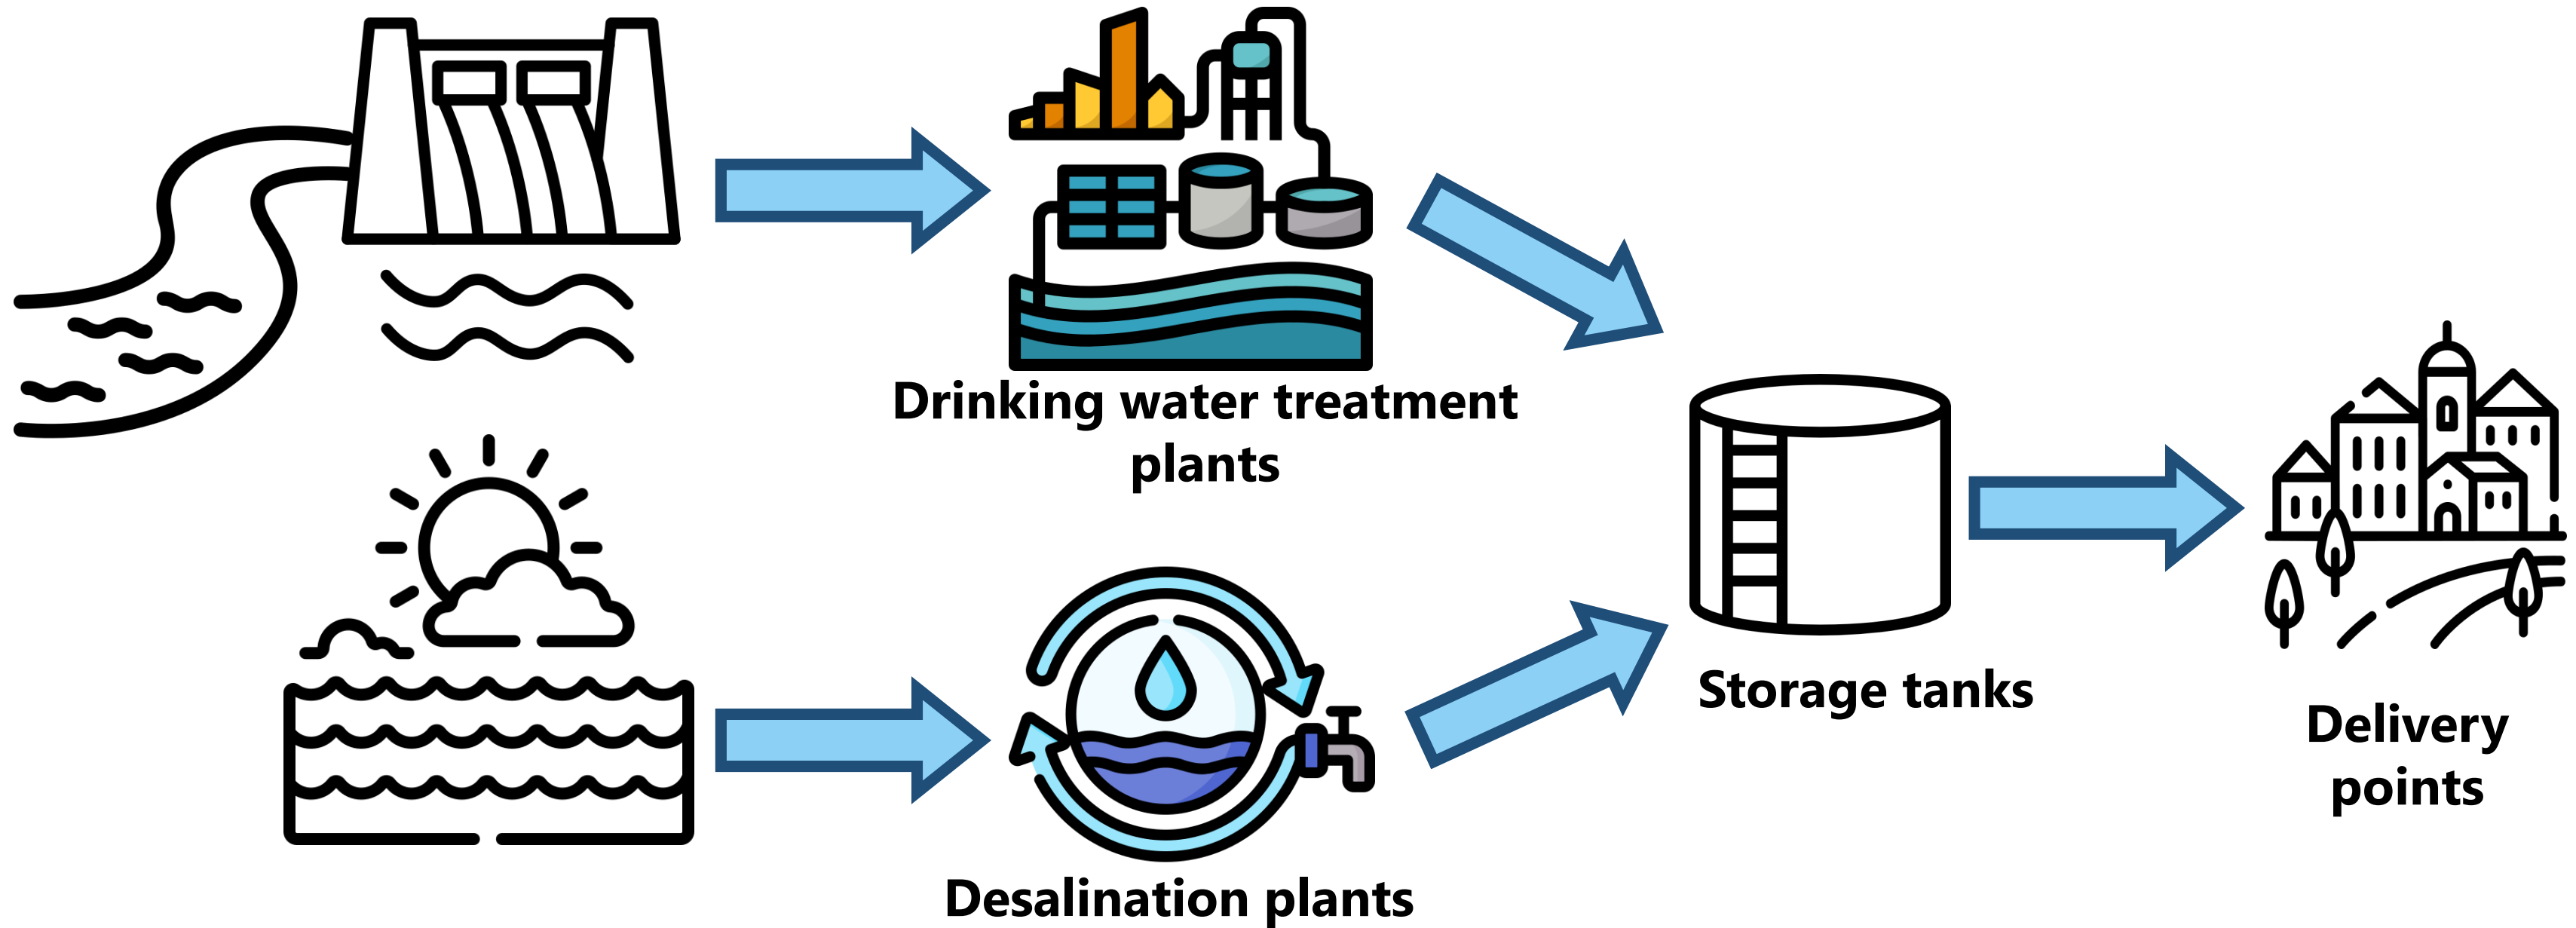 Drinking water treatment
plants
Desalination plants
Storage tanks
Delivery
points